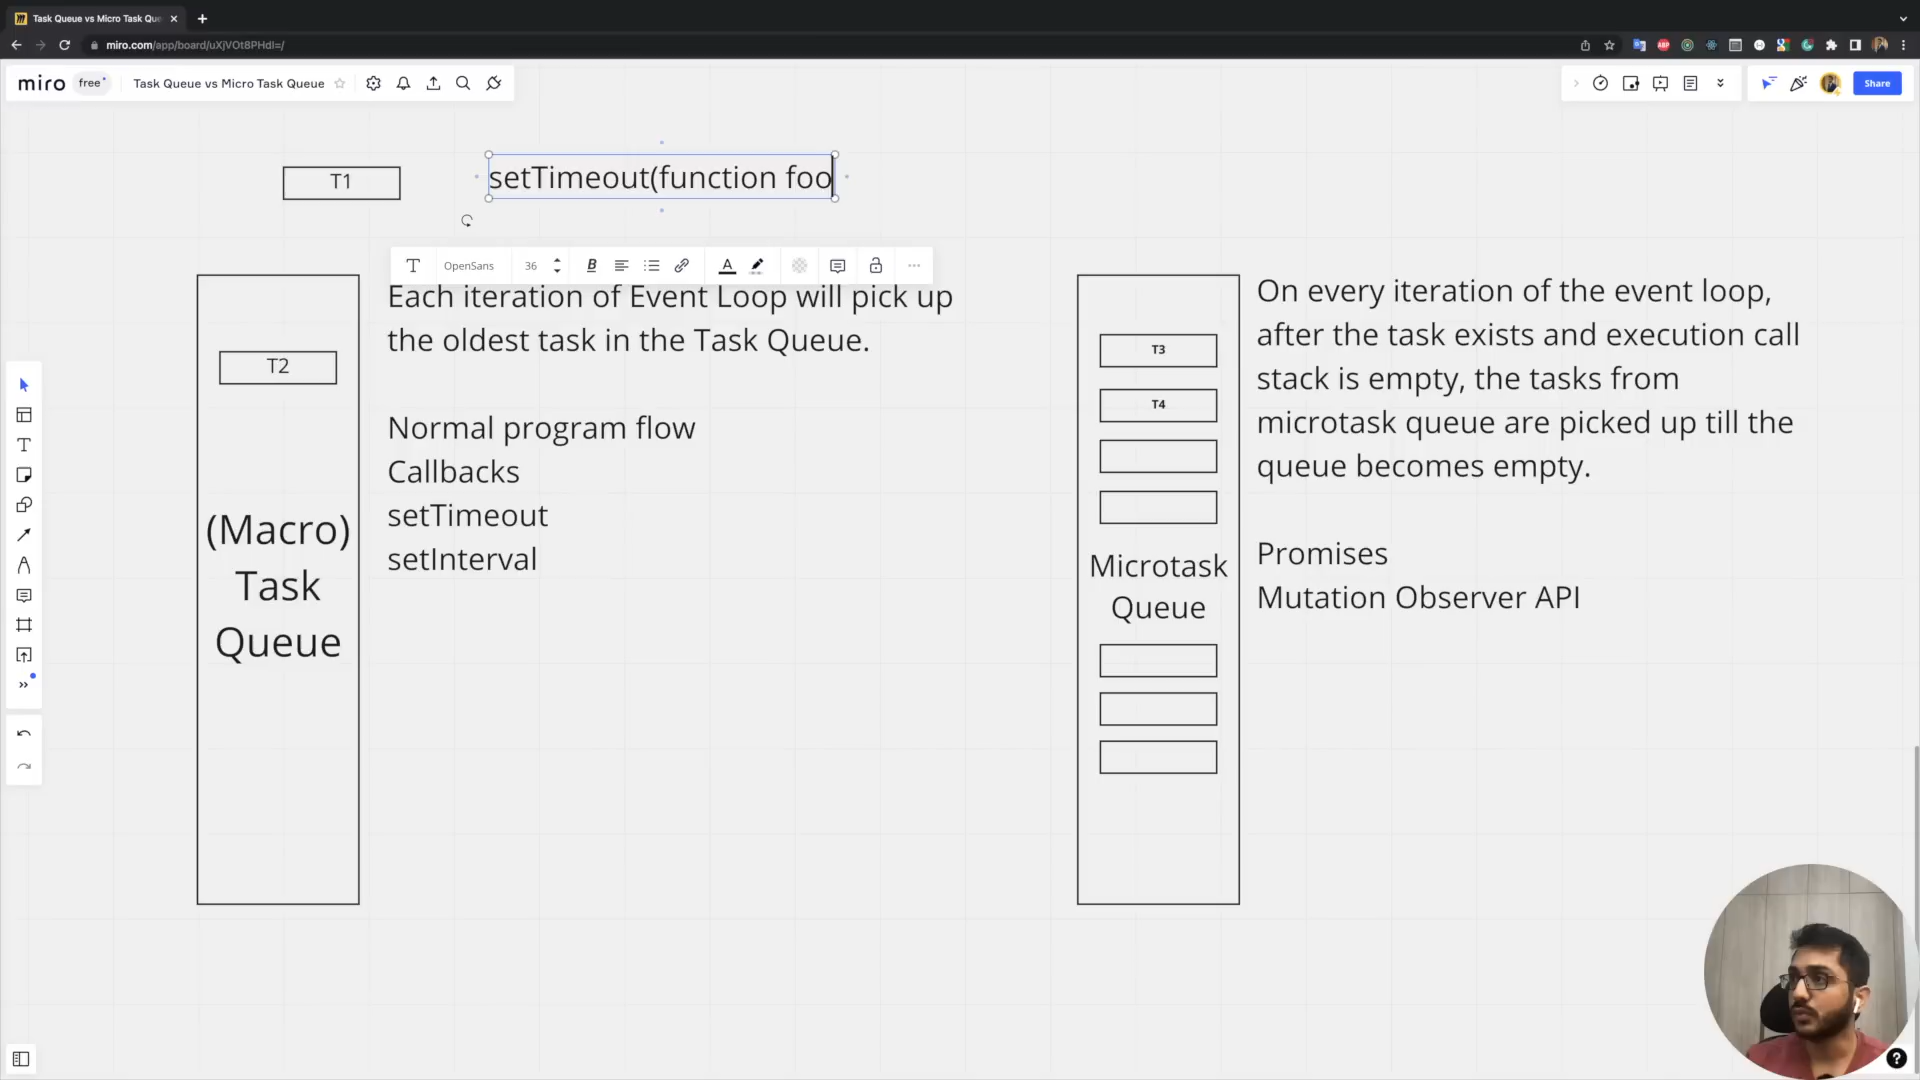 Task Queue vs Micro Task Que
miro.com/app/board/uXjVOt8PHdI=/
miro free Task Queue vs Micro Task Queue
Share
T1
setTimeout(function foo
OpenSans 36
Each iteration of Event Loop will pick up
the oldest task in the Task Queue.
Normal program flow
Callbacks
setTimeout
setInterval
T2
(Macro)
Task
Queue
T3
T4
Microtask
Queue
On every iteration of the event loop,
after the task exists and execution call
stack is empty, the tasks from
microtask queue are picked up till the
queue becomes empty.
Promises
Mutation Observer API